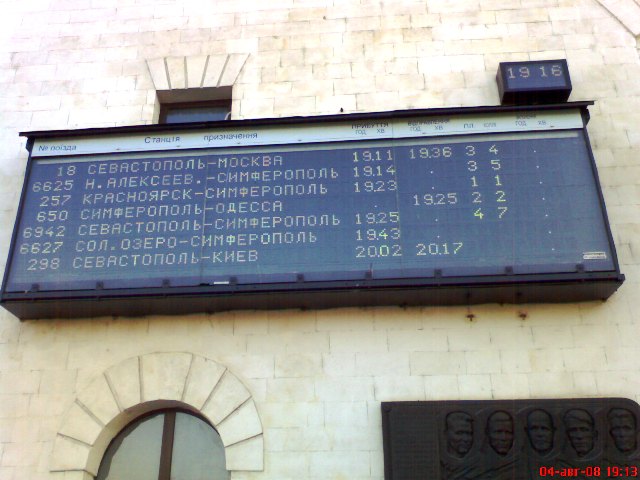 19 16
№ поїзда Станція призначення ПРИБУТТЯ год хв ВІДПРАВЛЕННЯ год хв ПЛ КОЛ год хв
18 СЕВАСТОПОЛЬ-МОСКВА 19.11 19.36 3 4
6625 Н.АЛЕКСЕЕВ.-СИМФЕРОПОЛЬ 19.14 . 3 5
257 КРАСНОЯРСК-СИМФЕРОПОЛЬ 19.23 . 1 1
650 СИМФЕРОПОЛЬ-ОДЕССА . 19.25 2 2
6942 СЕВАСТОПОЛЬ-СИМФЕРОПОЛЬ 19.25 . 4 7
6627 СОЛ.ОЗЕРО-СИМФЕРОПОЛЬ 19.43 .
298 СЕВАСТОПОЛЬ-КИЕВ 20.02 20.17
04-авг-08 19:13